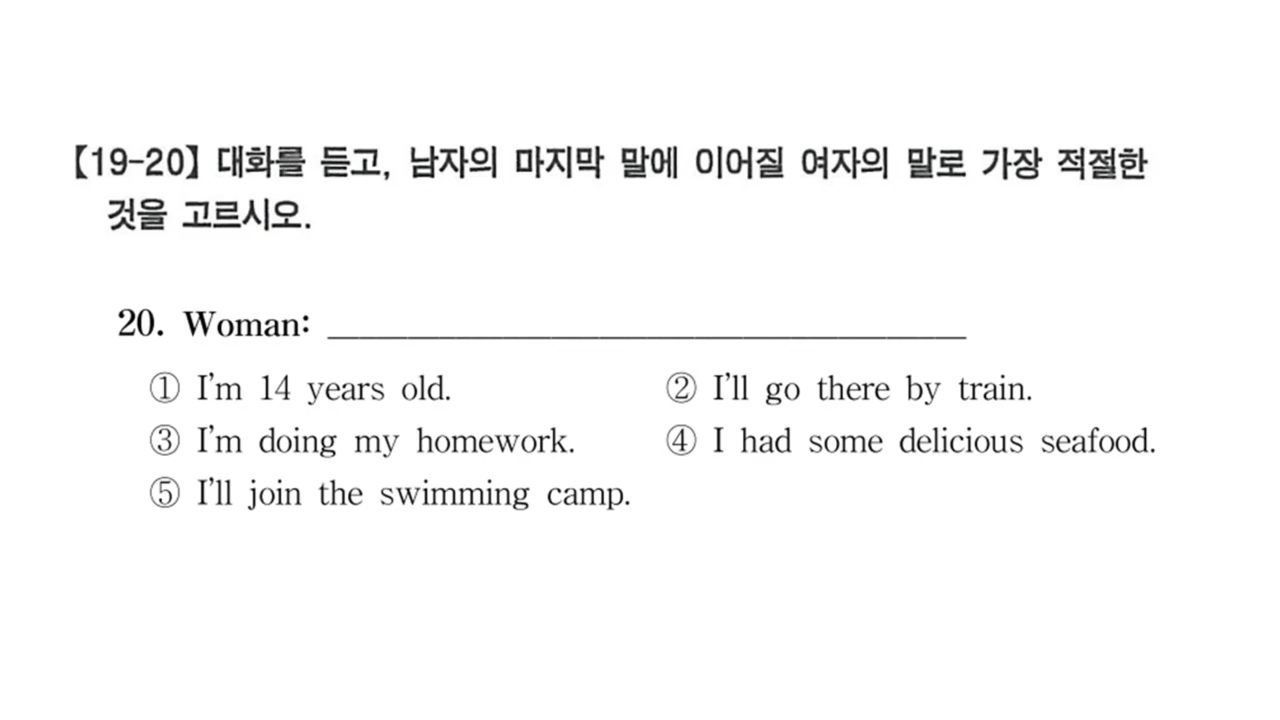 【19-20】 대화를 듣고, 남자의 마지막 말에 이어질 여자의 말로 가장 적절한
것을 고르시오.
20. Woman: ________________________________________
① I'm 14 years old. ② I'll go there by train.
③ I'm doing my homework. ④ I had some delicious seafood.
⑤ I'll join the swimming camp.